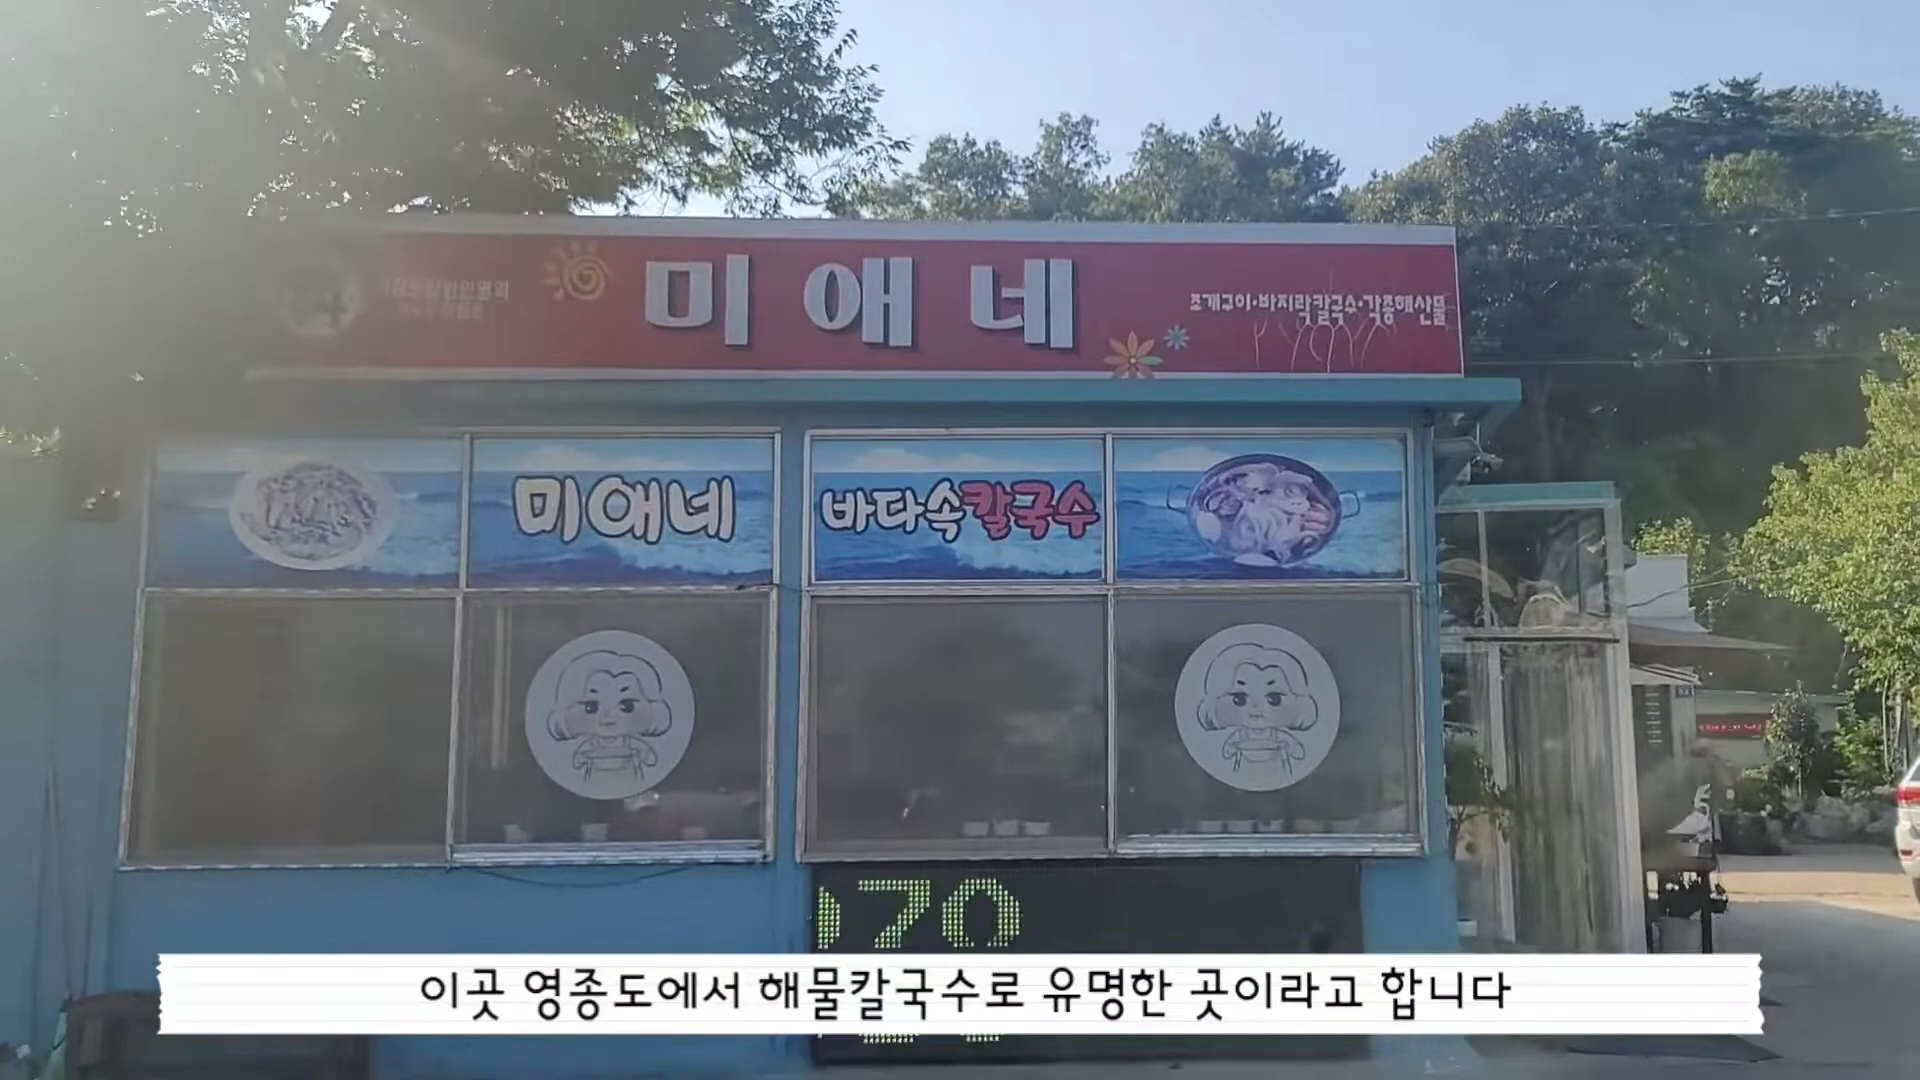 미애네
조개구이·바지락칼국수·각종해산물
미애네
바다속칼국수
70
이곳 영종도에서 해물칼국수로 유명한 곳이라고 합니다